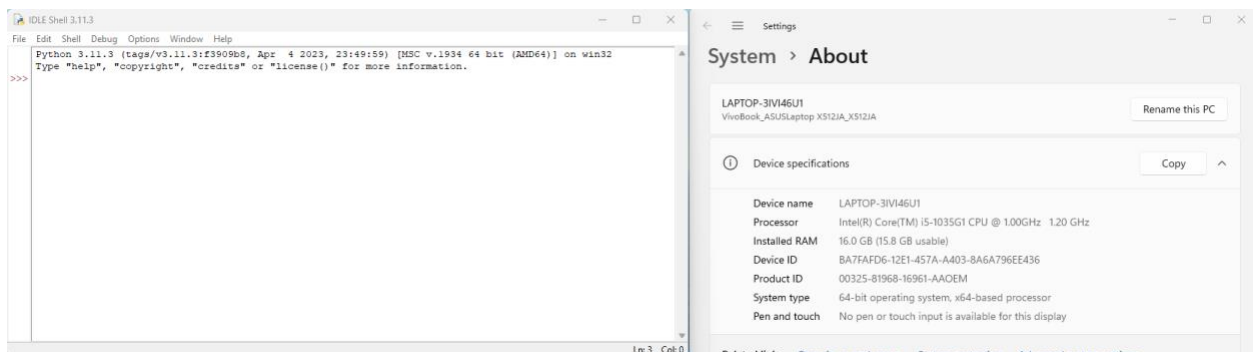 IDLE Shell 3.11.3
File Edit Shell Debug Options Window Help
Python 3.11.3 (tags/v3.11.3:f3909b8, Apr 4 2023, 23:49:59) [MSC v.1934 64 bit (AMD64)] on win32
Type "help", "copyright", "credits" or "license()" for more information.
>>>
Ln: 3 Col: 0
Settings
System > About
LAPTOP-3IVI46U1
VivoBook_ASUSLaptop X512JA_X512JA
Rename this PC
Device specifications
Copy
Device name LAPTOP-3IVI46U1
Processor Intel(R) Core(TM) i5-1035G1 CPU @ 1.00GHz 1.20 GHz
Installed RAM 16.0 GB (15.8 GB usable)
Device ID BA7FAFD6-12E1-457A-A403-8A6A796EE436
Product ID 00325-81968-16961-AAOEM
System type 64-bit operating system, x64-based processor
Pen and touch No pen or touch input is available for this display